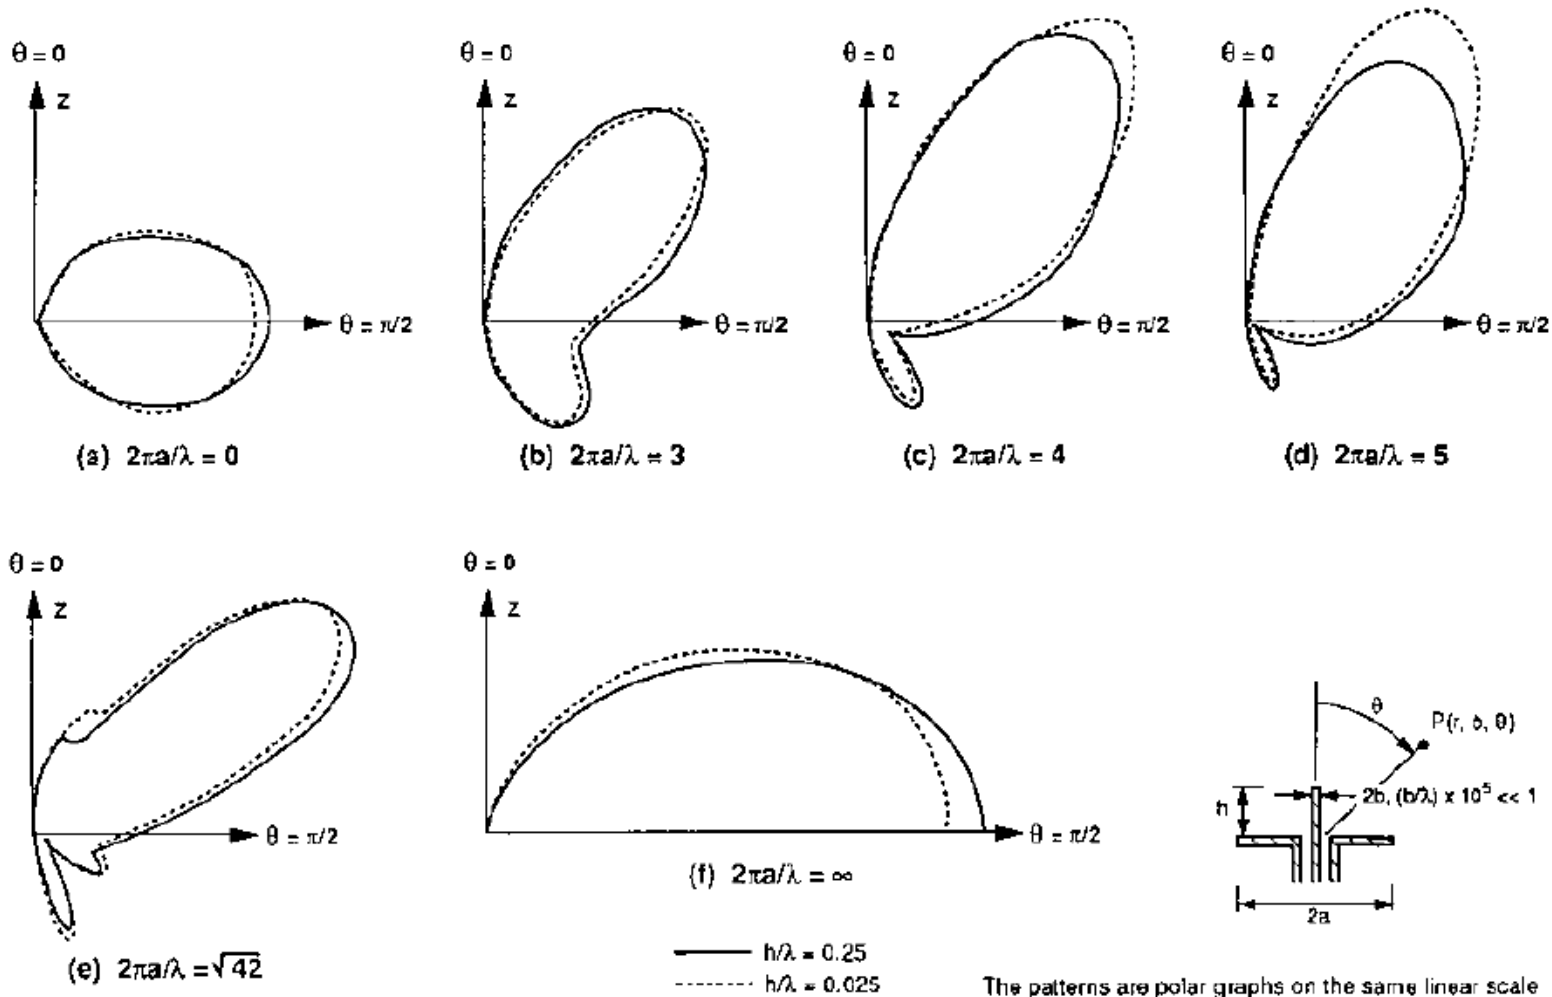 θ = 0
z
θ = π/2
(a) 2πa/λ = 0
θ = 0
z
θ = π/2
(b) 2πa/λ = 3
θ = 0
z
θ = π/2
(c) 2πa/λ = 4
θ = 0
z
θ = π/2
(d) 2πa/λ = 5
θ = 0
z
θ = π/2
(e) 2πa/λ = √42
θ = 0
z
θ = π/2
(f) 2πa/λ = ∞
h/λ = 0.25
h/λ = 0.025
θ
h
2b, (b/λ) x 10⁵ << 1
2a
The patterns are polar graphs on the same linear scale